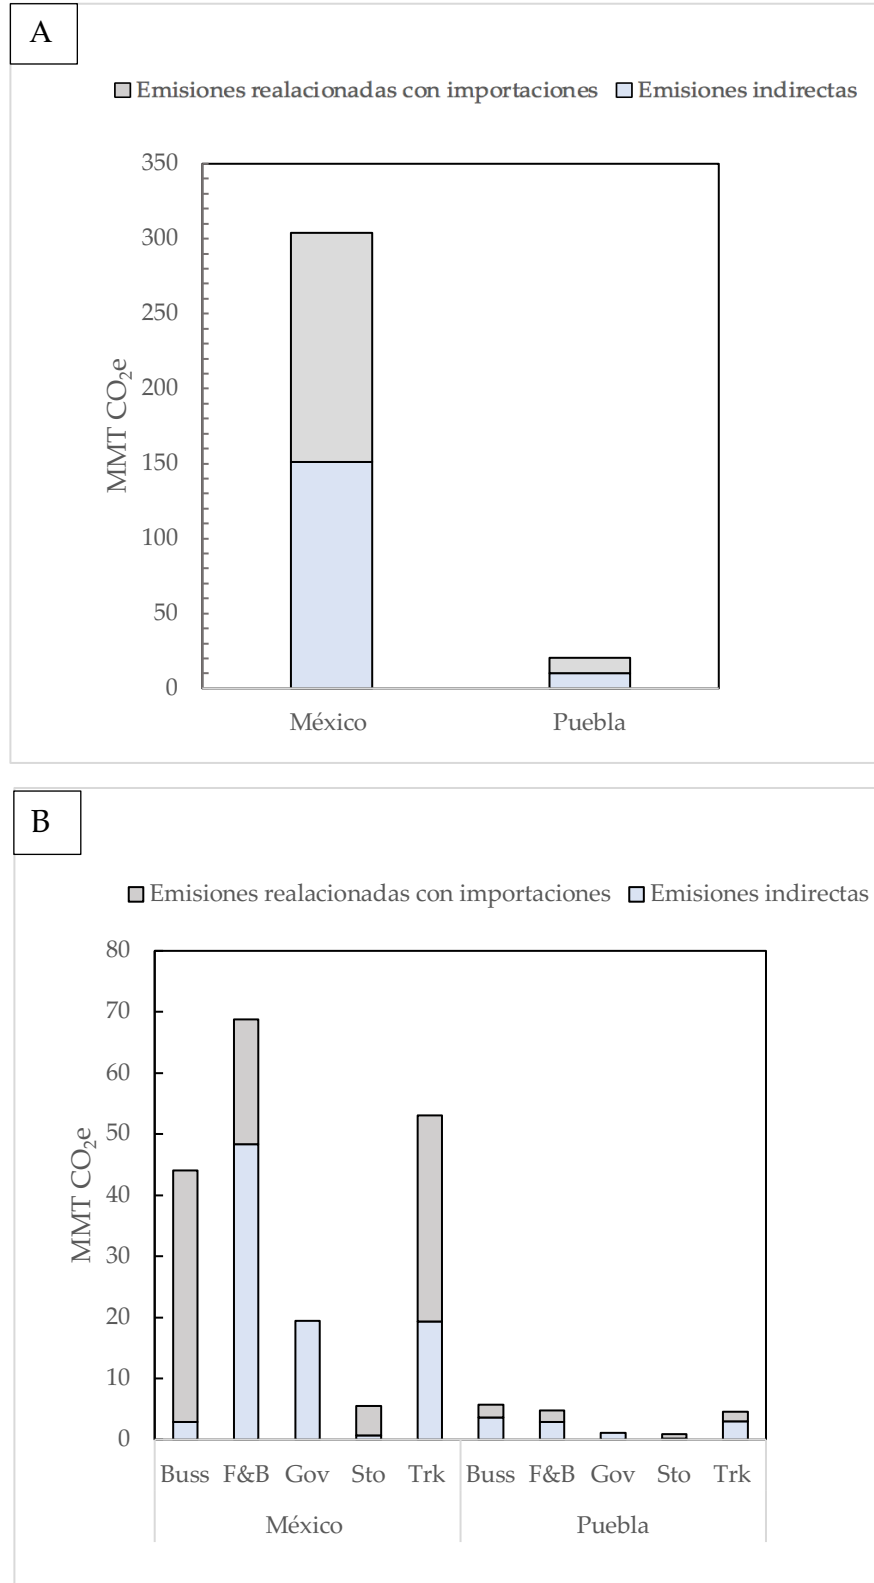 A
Emisiones realacionadas con importaciones Emisiones indirectas
350
300
250
200
150
100
50
0
MMT CO₂e
México Puebla
B
Emisiones realacionadas con importaciones Emisiones indirectas
80
70
60
50
40
30
20
10
0
MMT CO₂e
Buss F&B Gov Sto Trk Buss F&B Gov Sto Trk
México Puebla